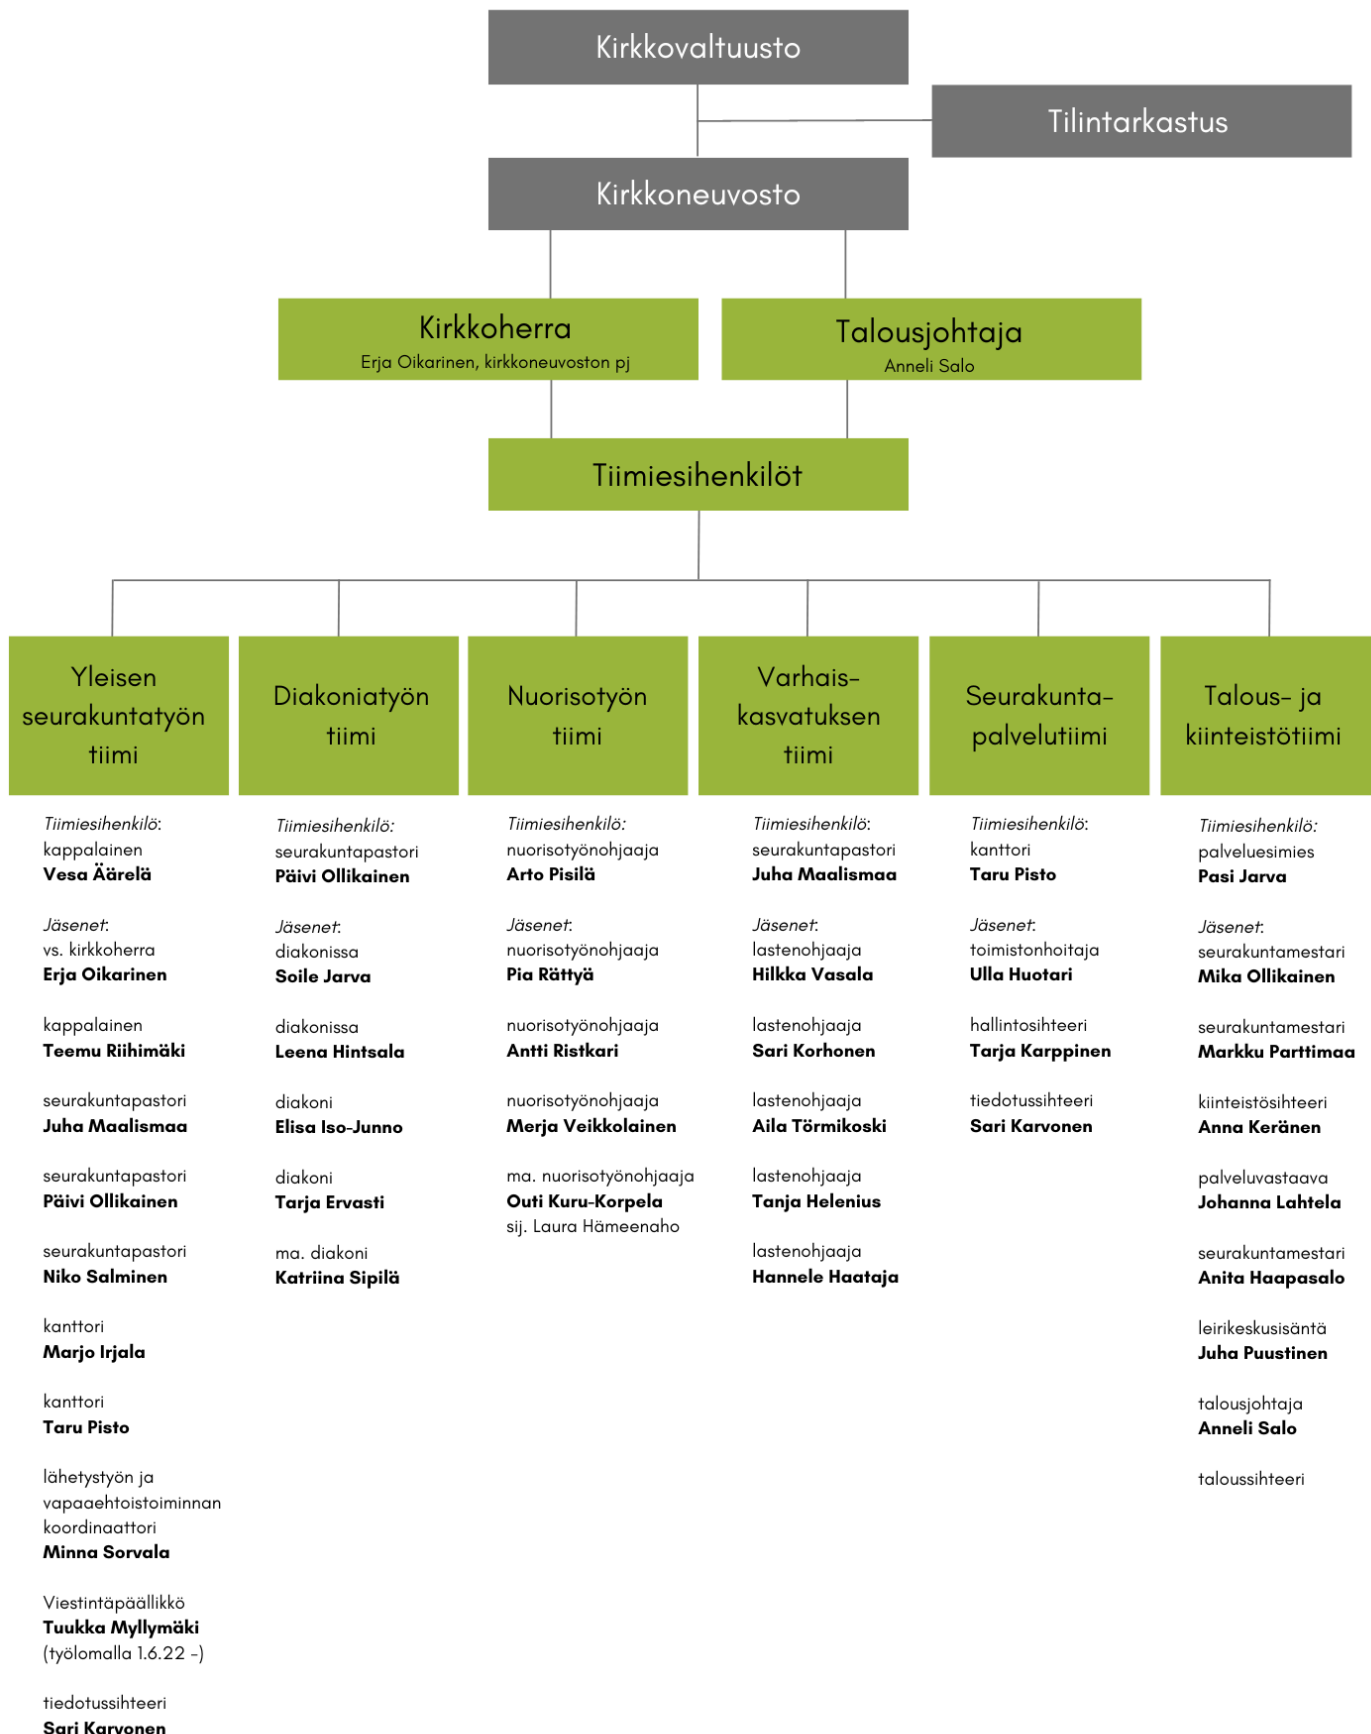 Kirkkovaltuusto
Tilintarkastus
Kirkkoneuvosto
Kirkkoherra
Erja Oikarinen, kirkkoneuvoston pj
Talousjohtaja
Anneli Salo
Tiimiesihenkilöt
Yleisen
seurakuntatyön
tiimi
Diakoniatyön
tiimi
Nuorisotyön
tiimi
Varhais-
kasvatuksen
tiimi
Seurakunta-
palvelutiimi
Talous- ja
kiinteistötiimi
Tiimiesihenkilö:
kappalainen
Vesa Äärelä
Jäsenet:
vs. kirkkoherra
Erja Oikarinen
kappalainen
Teemu Riihimäki
seurakuntapastori
Juha Maalismaa
seurakuntapastori
Päivi Ollikainen
seurakuntapastori
Niko Salminen
kanttori
Marjo Irjala
kanttori
Taru Pisto
lähetystyön ja
vapaaehtoistoiminnan
koordinaattori
Minna Sorvala
Viestintäpäällikkö
Tuukka Myllymäki
(työlomalla 1.6.22 -)
tiedotussihteeri
Sari Karvonen
Tiimiesihenkilö:
seurakuntapastori
Päivi Ollikainen
Jäsenet:
diakonissa
Soile Jarva
diakonissa
Leena Hintsala
diakoni
Elisa Iso-Junno
diakoni
Tarja Ervasti
ma. diakoni
Katriina Sipilä
Tiimiesihenkilö:
nuorisotyönohjaaja
Arto Pisilä
Jäsenet:
nuorisotyönohjaaja
Pia Rättyä
nuorisotyönohjaaja
Antti Ristkari
nuorisotyönohjaaja
Merja Veikkolainen
ma. nuorisotyönohjaaja
Outi Kuru-Korpela
sij. Laura Hämeenaho
Tiimiesihenkilö:
seurakuntapastori
Juha Maalismaa
Jäsenet:
lastenohjaaja
Hilkka Vasala
lastenohjaaja
Sari Korhonen
lastenohjaaja
Aila Törmikoski
lastenohjaaja
Tanja Helenius
lastenohjaaja
Hannele Haataja
Tiimiesihenkilö:
kanttori
Taru Pisto
Jäsenet:
toimistonhoitaja
Ulla Huotari
hallintosihteeri
Tarja Karppinen
tiedotussihteeri
Sari Karvonen
Tiimiesihenkilö:
palveluesimies
Pasi Jarva
Jäsenet:
seurakuntamestari
Mika Ollikainen
seurakuntamestari
Markku Parttimaa
kiinteistösihteeri
Anna Keränen
palveluvastaava
Johanna Lahtela
seurakuntamestari
Anita Haapasalo
leirikeskusisäntä
Juha Puustinen
talousjohtaja
Anneli Salo
taloussihteeri